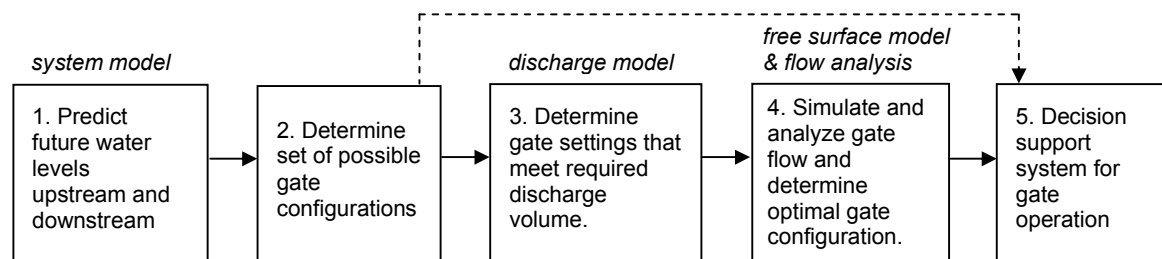 system model
1. Predict
future water
levels
upstream and
downstream
2. Determine
set of possible
gate
configurations
discharge model
3. Determine
gate settings that
meet required
discharge
volume.
free surface model
& flow analysis
4. Simulate and
analyze gate
flow and
determine
optimal gate
configuration.
5. Decision
support
system for
gate
operation